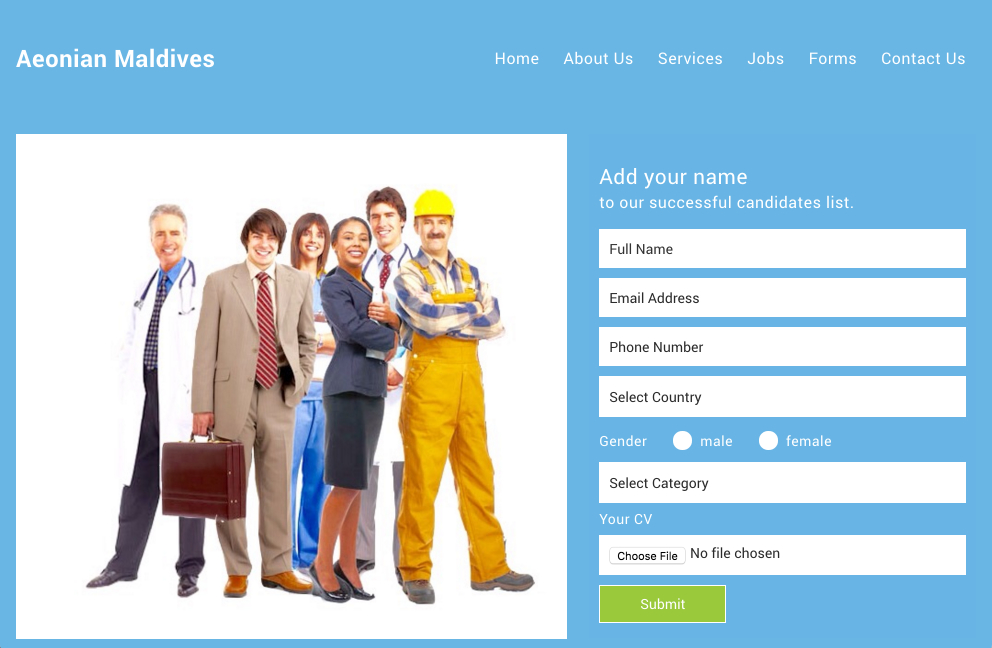 Aeonian Maldives
Home About Us Services Jobs Forms Contact Us
Add your name
to our successful candidates list.
Full Name
Email Address
Phone Number
Select Country
Gender male female
Select Category
Your CV
Choose File No file chosen
Submit